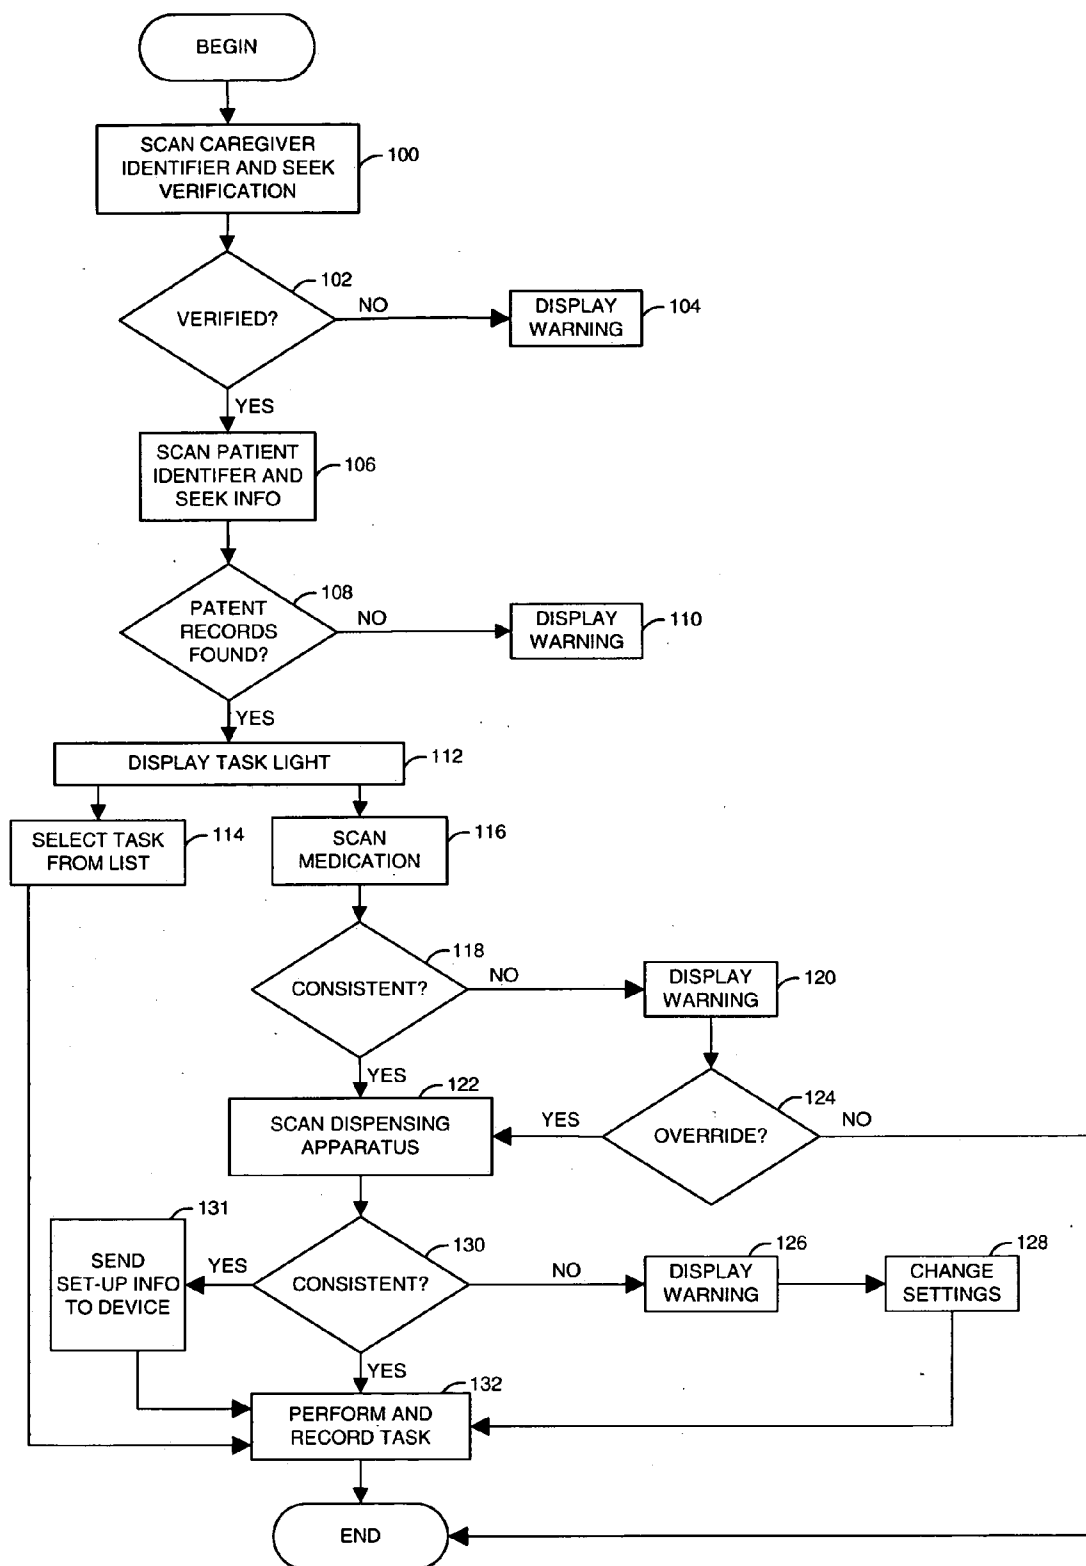 BEGIN
SCAN CAREGIVER
IDENTIFIER AND SEEK
VERIFICATION
100
102
VERIFIED?
NO
DISPLAY
WARNING
104
YES
SCAN PATIENT
IDENTIFER AND
SEEK INFO
106
108
PATENT
RECORDS
FOUND?
NO
DISPLAY
WARNING
110
YES
DISPLAY TASK LIGHT
112
SELECT TASK
FROM LIST
114
SCAN
MEDICATION
116
118
CONSISTENT?
NO
DISPLAY
WARNING
120
YES
122
SCAN DISPENSING
APPARATUS
YES
124
OVERRIDE?
NO
131
SEND
SET-UP INFO
TO DEVICE
YES
130
CONSISTENT?
NO
126
DISPLAY
WARNING
128
CHANGE
SETTINGS
YES
132
PERFORM AND
RECORD TASK
END